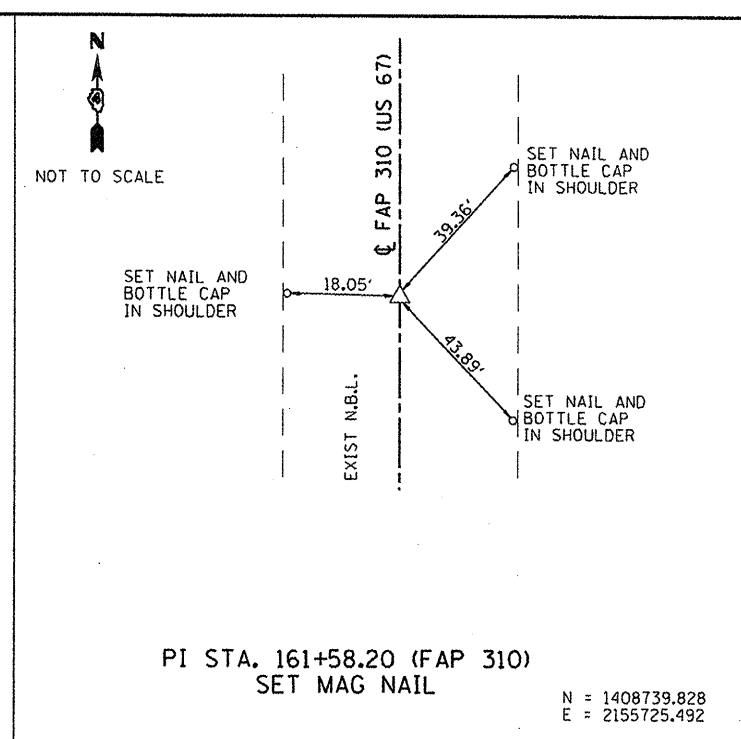 N
NOT TO SCALE
℄ FAP 310 (US 67)
SET NAIL AND
BOTTLE CAP
IN SHOULDER
39.36'
SET NAIL AND
BOTTLE CAP
IN SHOULDER
18.05'
43.89'
EXIST N.B.L.
SET NAIL AND
BOTTLE CAP
IN SHOULDER
PI STA. 161+58.20 (FAP 310)
SET MAG NAIL
N = 1408739.828
E = 2155725.492